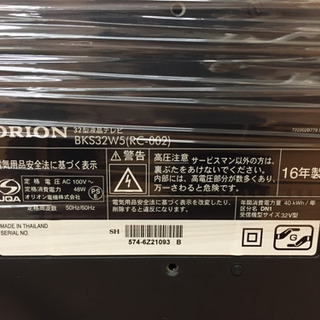 ORION
32型液晶テレビ
BKS32W5(RC-002)
電気用品安全法に基づく表示
定格電圧 AC 100V~
定格消費電力 48W
オリオン電機株式会社
定格周波数 50Hz/60Hz
UQA
PS
E
警告
高圧注意 サービスマン以外の方は、
裏ぶたをあけないでください。
内部には、高電圧部分が数多く
あり、万一さわると危険です。
16年製
電気用品安全法に基づく表示
年間消費電力量 40 kWh/年
区分名 DN1
受信機型サイズ 32V型
MADE IN THAILAND
SERIAL NO.
SH
574-6Z21093 B
G